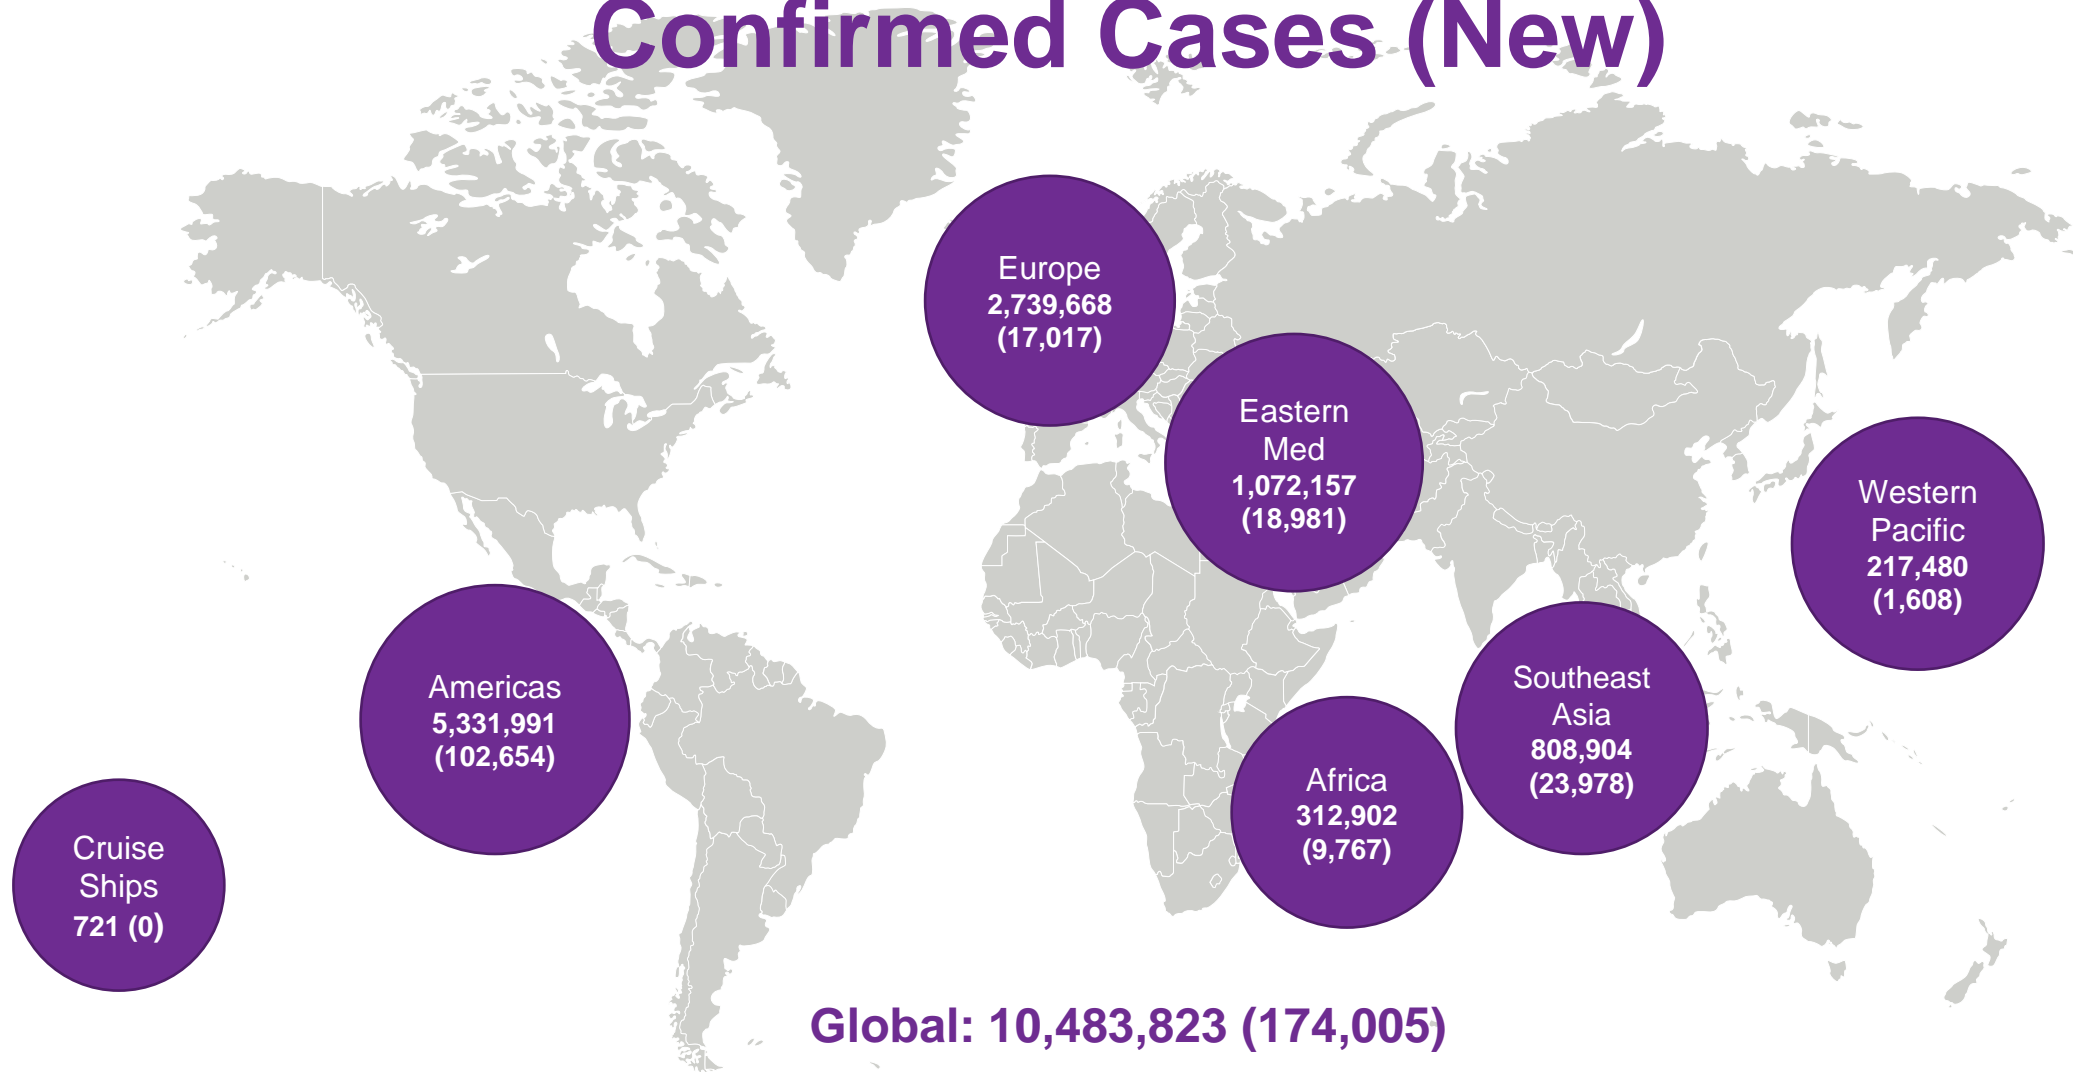 Confirmed Cases (New)
Europe
2,739,668
(17,017)
Eastern
Med
1,072,157
(18,981)
Western
Pacific
217,480
(1,608)
Americas
5,331,991
(102,654)
Southeast
Asia
808,904
(23,978)
Africa
312,902
(9,767)
Cruise
Ships
721 (0)
Global: 10,483,823 (174,005)